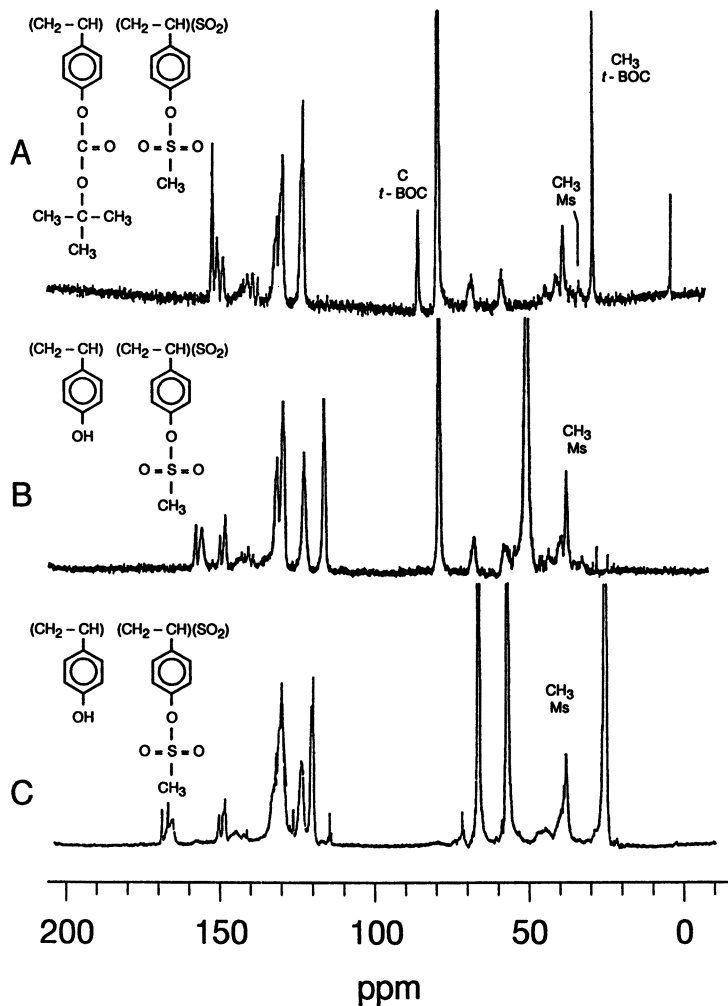 (CH2 - CH) (CH2 - CH)(SO2)
O O
C = O O = S = O
O CH3
CH3 - C - CH3
CH3
A
C
t - BOC
CH3
Ms
CH3
t - BOC
(CH2 - CH) (CH2 - CH)(SO2)
OH O
O = S = O
CH3
B
CH3
Ms
(CH2 - CH) (CH2 - CH)(SO2)
OH O
O = S = O
CH3
C
CH3
Ms
200 150 100 50 0
ppm